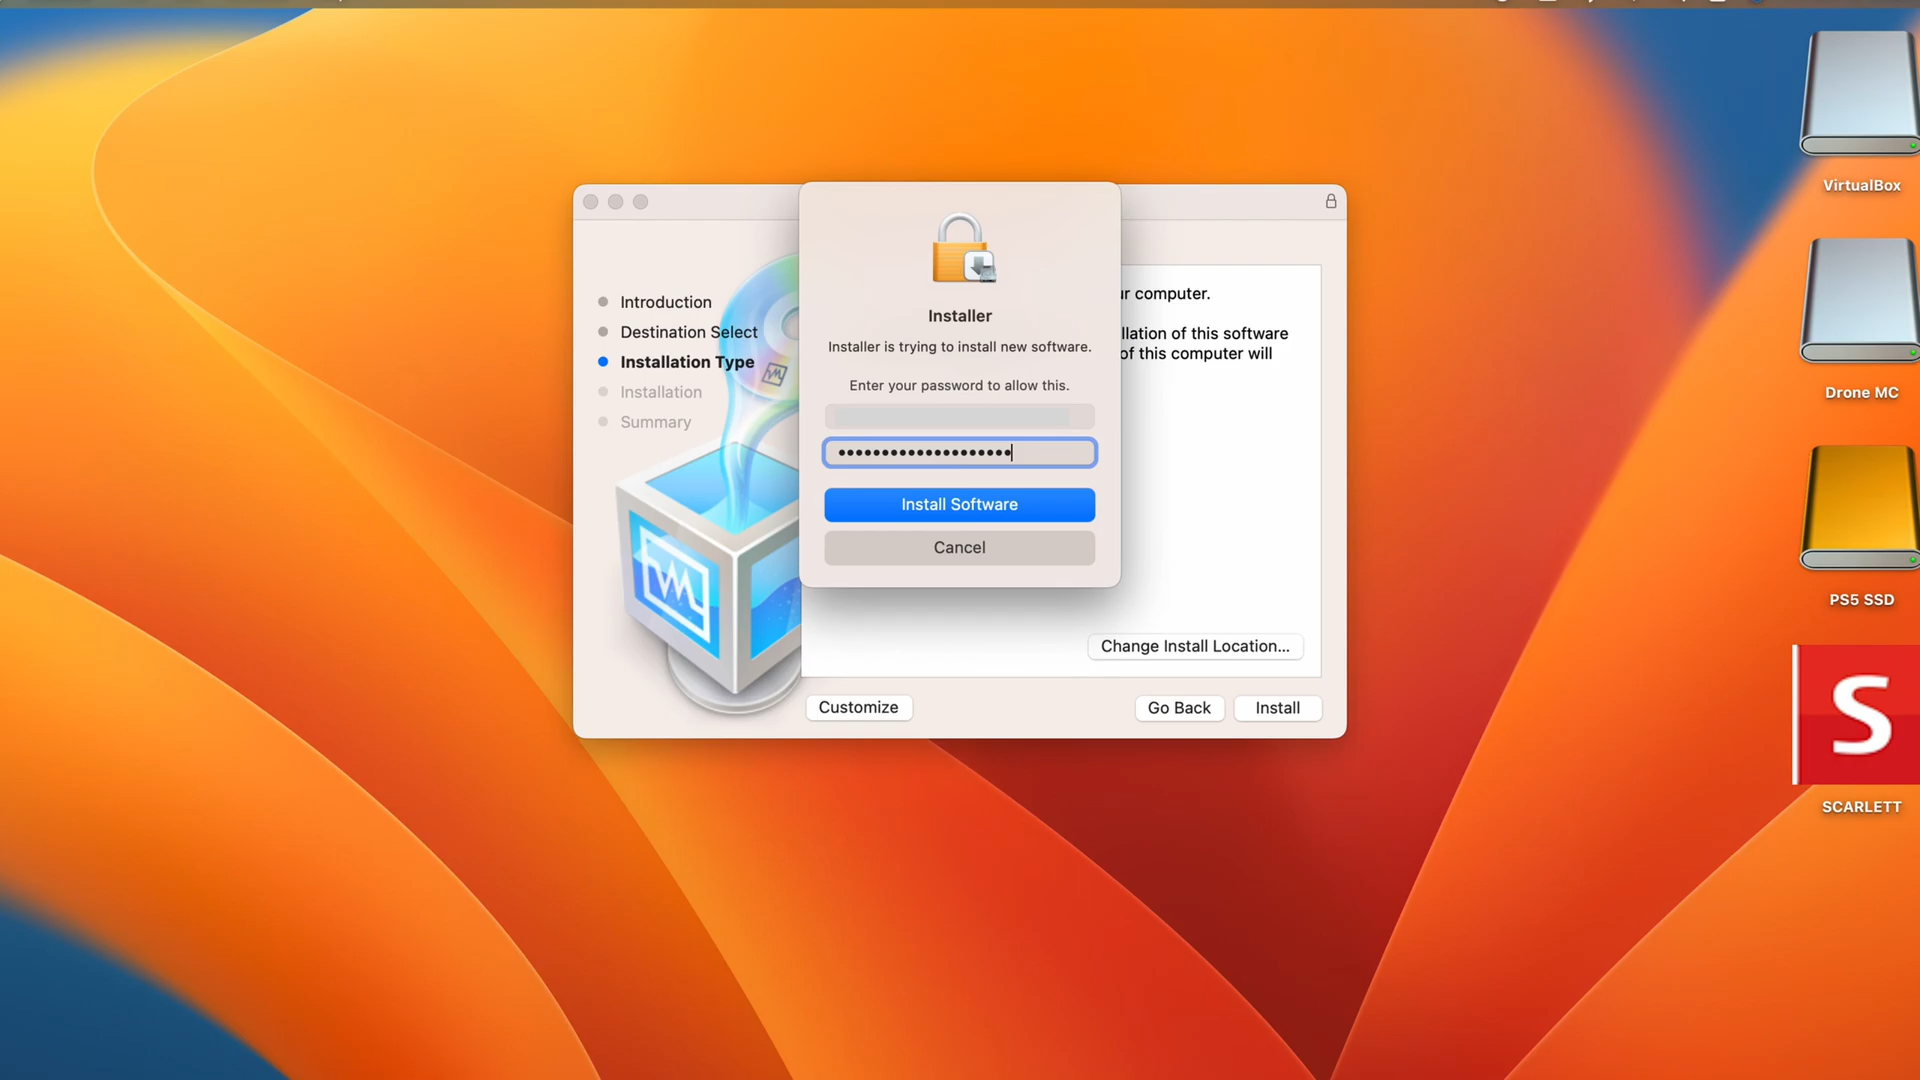 Introduction
Destination Select
Installation Type
Installation
Summary
Installer
Installer is trying to install new software.
Enter your password to allow this.
••••••••••••••••••••
Install Software
Cancel
ur computer.
llation of this software
of this computer will
Change Install Location...
Customize
Go Back
Install
VirtualBox
Drone MC
PS5 SSD
S
SCARLETT